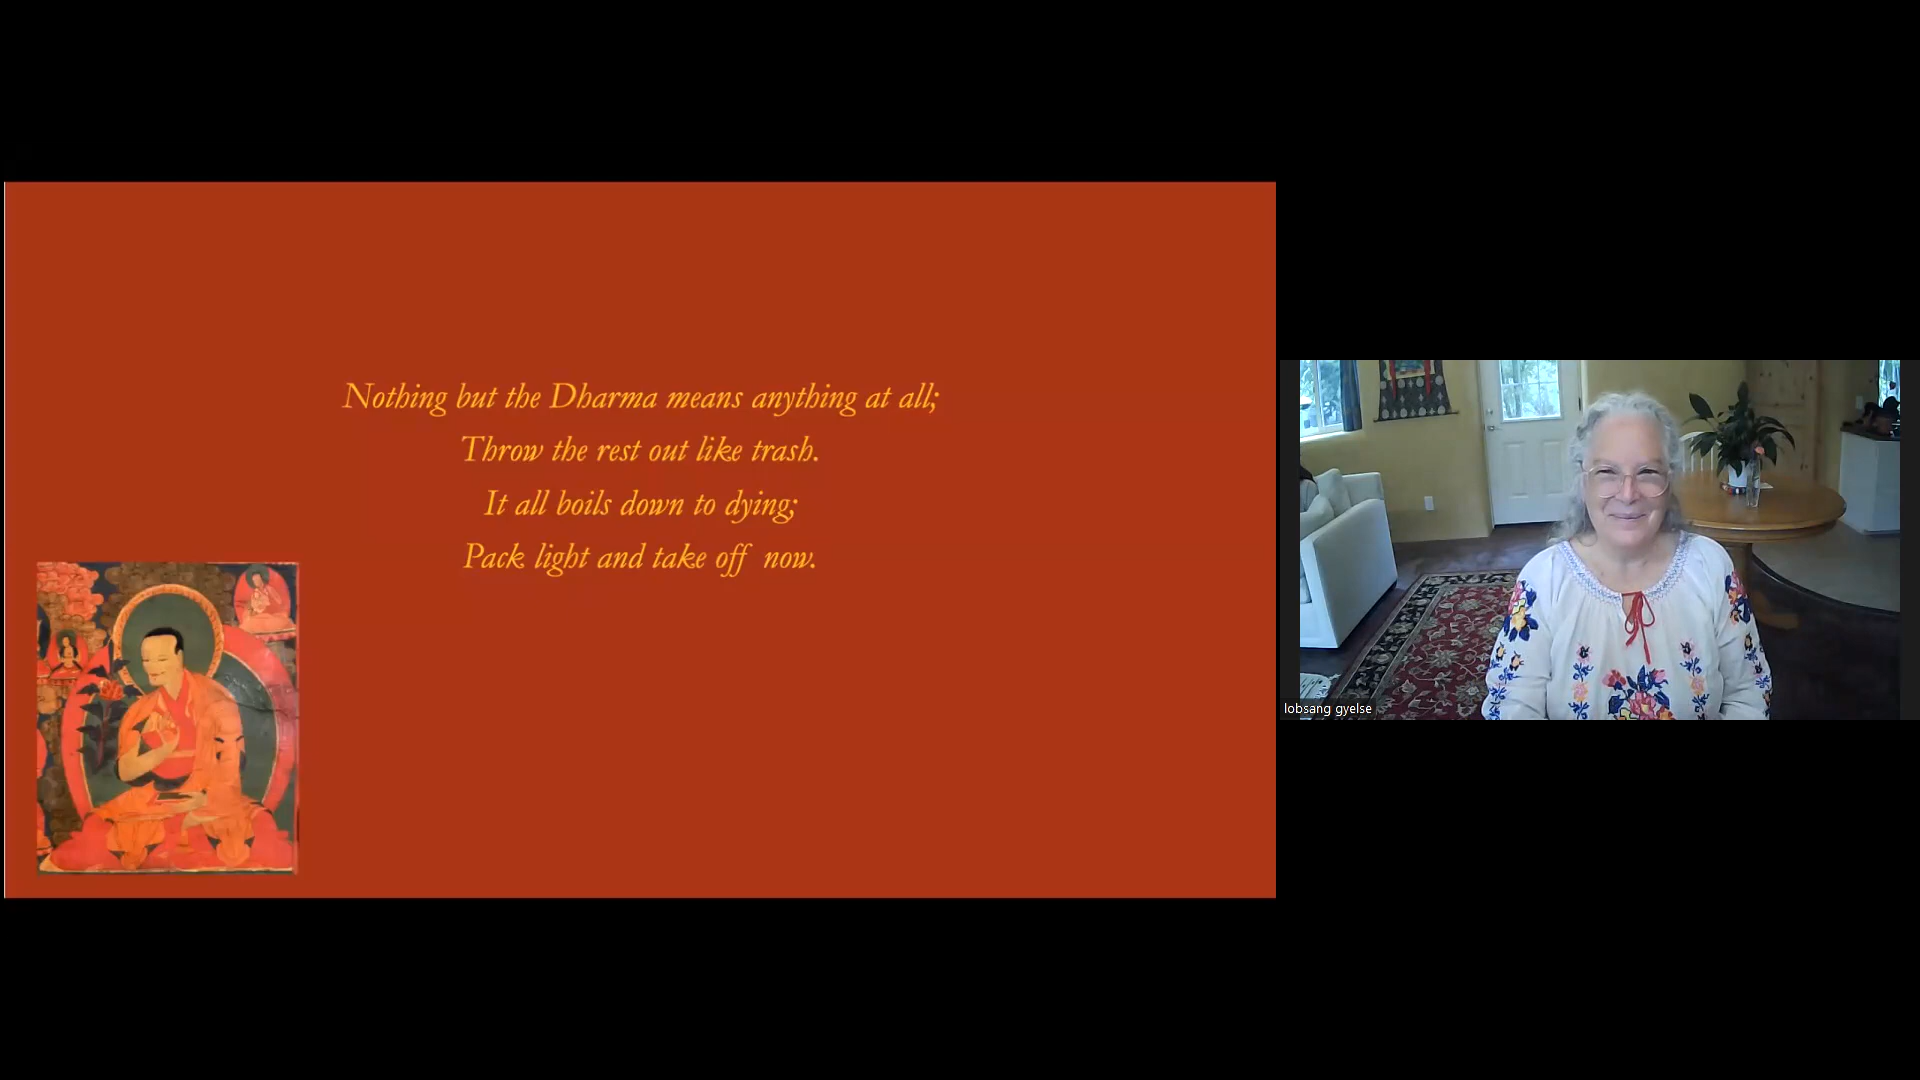 Nothing but the Dharma means anything at all;
Throw the rest out like trash.
It all boils down to dying;
Pack light and take off now.
lobsang gyelse